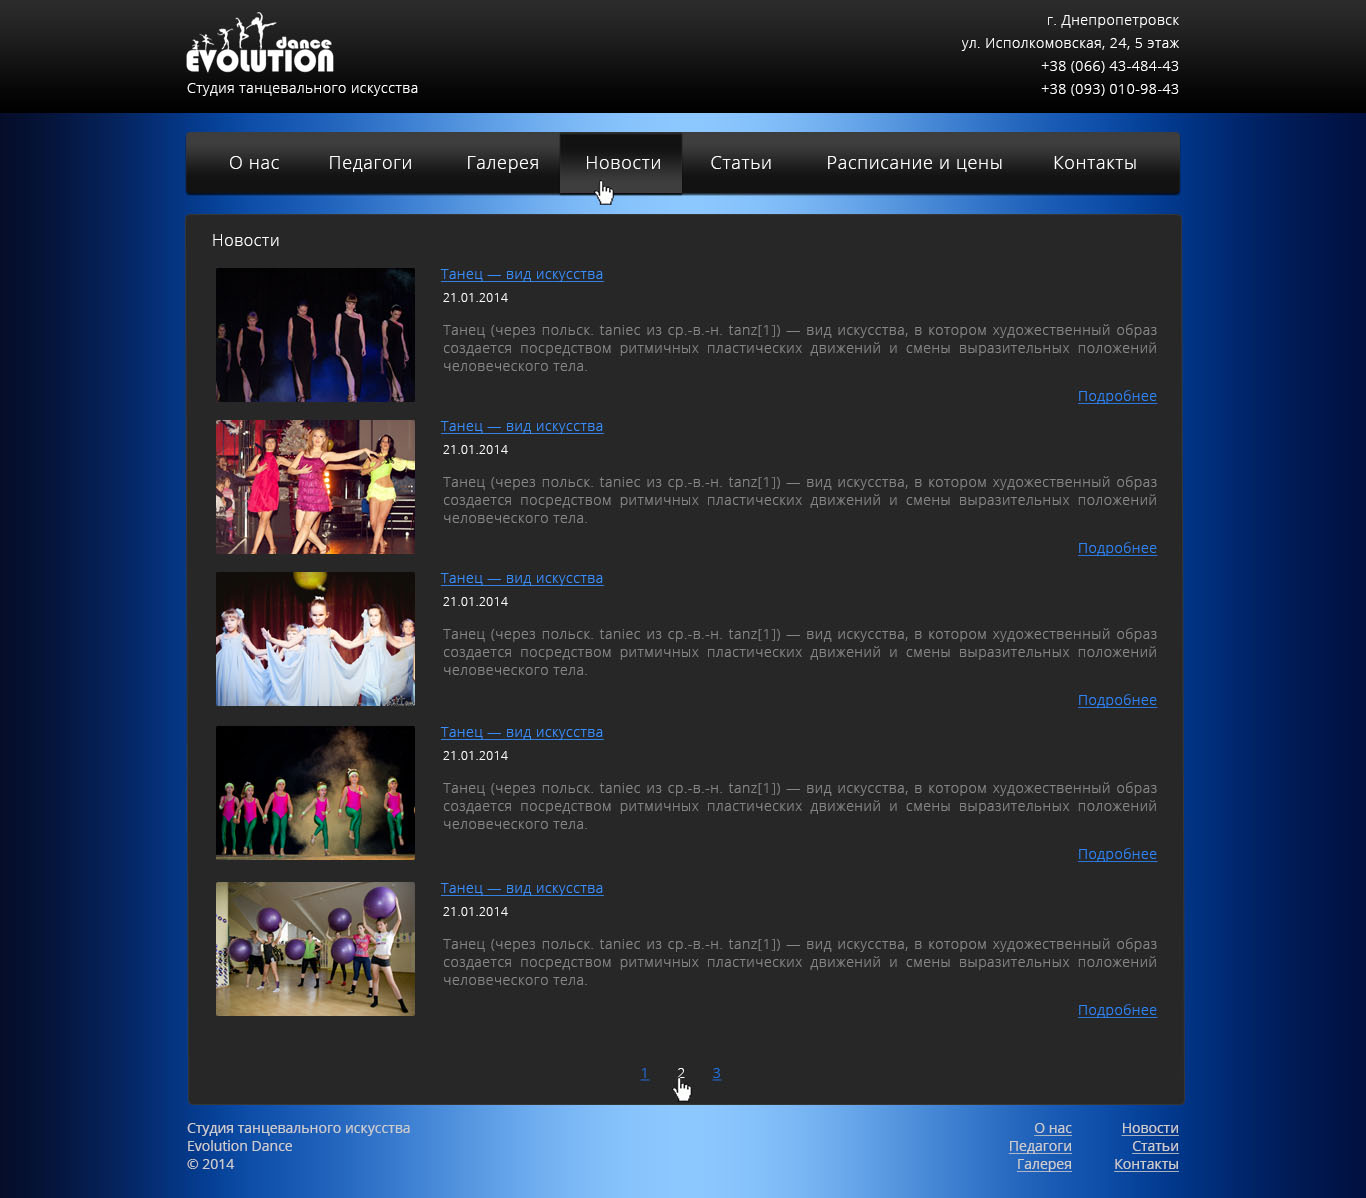 dance
EVOLUTION
Студия танцевального искусства
г. Днепропетровск
ул. Исполкомовская, 24, 5 этаж
+38 (066) 43-484-43
+38 (093) 010-98-43
О нас Педагоги Галерея Новости Статьи Расписание и цены Контакты
Новости
Танец — вид искусства
21.01.2014
Танец (через польск. taniec из ср.-в.-н. tanz[1]) — вид искусства, в котором художественный образ
создается посредством ритмичных пластических движений и смены выразительных положений
человеческого тела.
Подробнее
Танец — вид искусства
21.01.2014
Танец (через польск. taniec из ср.-в.-н. tanz[1]) — вид искусства, в котором художественный образ
создается посредством ритмичных пластических движений и смены выразительных положений
человеческого тела.
Подробнее
Танец — вид искусства
21.01.2014
Танец (через польск. taniec из ср.-в.-н. tanz[1]) — вид искусства, в котором художественный образ
создается посредством ритмичных пластических движений и смены выразительных положений
человеческого тела.
Подробнее
Танец — вид искусства
21.01.2014
Танец (через польск. taniec из ср.-в.-н. tanz[1]) — вид искусства, в котором художественный образ
создается посредством ритмичных пластических движений и смены выразительных положений
человеческого тела.
Подробнее
Танец — вид искусства
21.01.2014
Танец (через польск. taniec из ср.-в.-н. tanz[1]) — вид искусства, в котором художественный образ
создается посредством ритмичных пластических движений и смены выразительных положений
человеческого тела.
Подробнее
1 2 3
Студия танцевального искусства
Evolution Dance
© 2014
О нас Новости
Педагоги Статьи
Галерея Контакты